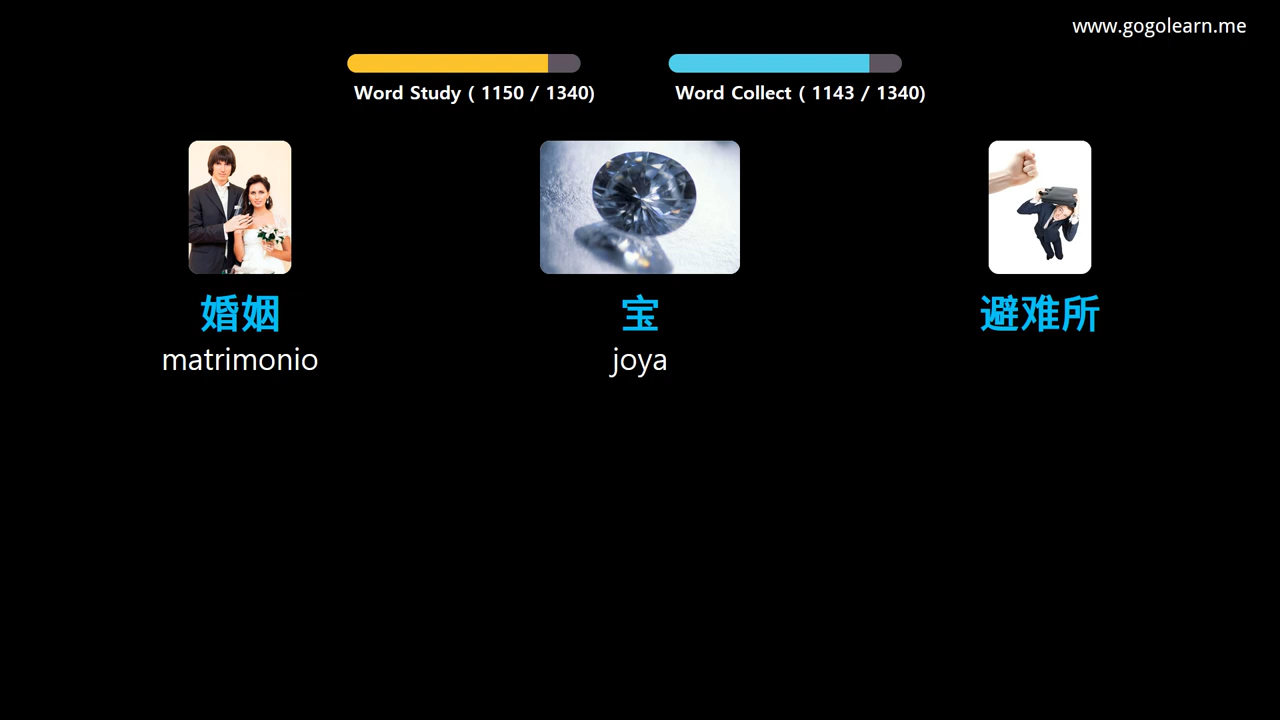 www.gogolearn.me
Word Study ( 1150 / 1340)
Word Collect ( 1143 / 1340)
婚姻
matrimonio
宝
joya
避难所